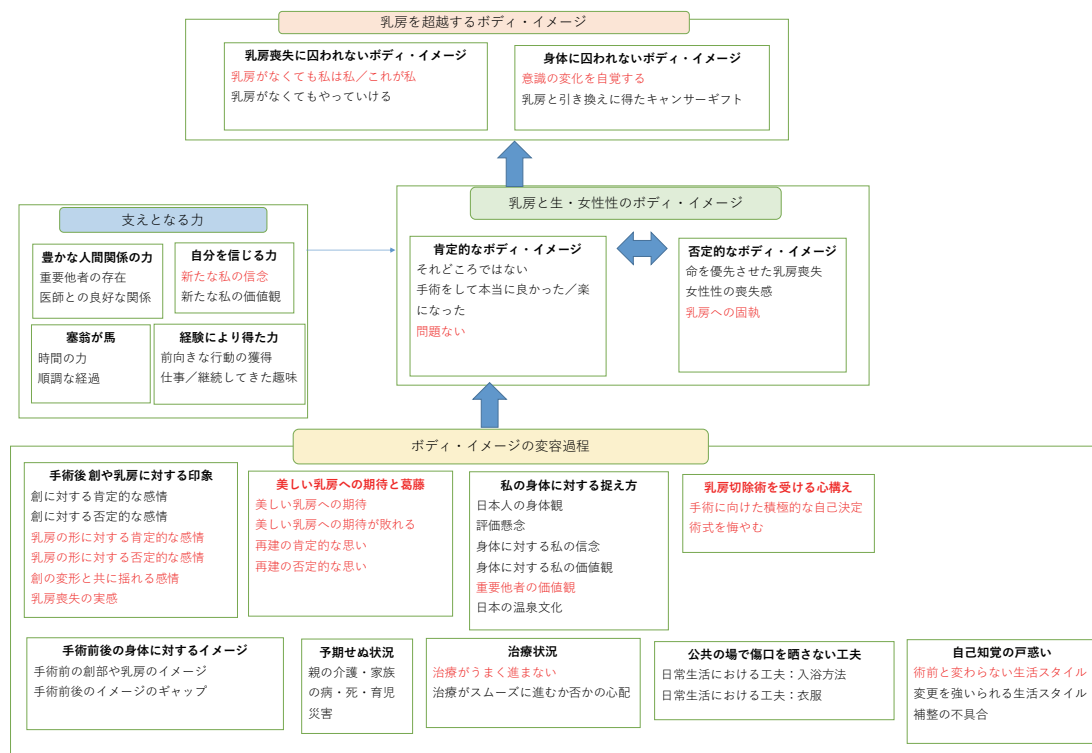 乳房を超越するボディ・イメージ
乳房喪失に囚われないボディ・イメージ
乳房がなくても私は私／これが私
乳房がなくてもやっていける
身体に囚われないボディ・イメージ
意識の変化を自覚する
乳房と引き換えに得たキャンサーギフト
支えとなる力
豊かな人間関係の力
重要他者の存在
医師との良好な関係
自分を信じる力
新たな私の信念
新たな私の価値観
塞翁が馬
時間の力
順調な経過
経験により得た力
前向きな行動の獲得
仕事／継続してきた趣味
乳房と生・女性性のボディ・イメージ
肯定的なボディ・イメージ
それどころではない
手術をして本当に良かった／楽
になった
問題ない
否定的なボディ・イメージ
命を優先させた乳房喪失
女性性の喪失感
乳房への固執
ボディ・イメージの変容過程
手術後創や乳房に対する印象
創に対する肯定的な感情
創に対する否定的な感情
乳房の形に対する肯定的な感情
乳房の形に対する否定的な感情
創の変形と共に揺れる感情
乳房喪失の実感
美しい乳房への期待と葛藤
美しい乳房への期待
美しい乳房への期待が敗れる
再建の肯定的な思い
再建の否定的な思い
私の身体に対する捉え方
日本人の身体観
評価懸念
身体に対する私の信念
身体に対する私の価値観
重要他者の価値観
日本の温泉文化
乳房切除術を受ける心構え
手術に向けた積極的な自己決定
術式を悔やむ
手術前後の身体に対するイメージ
手術前の創部や乳房のイメージ
手術前後のイメージのギャップ
予期せぬ状況
親の介護・家族
の病・死・育児
災害
治療状況
治療がうまく進まない
治療がスムーズに進むか否かの心配
公共の場で傷口を晒さない工夫
日常生活における工夫：入浴方法
日常生活における工夫：衣服
自己知覚の戸惑い
術前と変わらない生活スタイル
変更を強いられる生活スタイル
補整の不具合